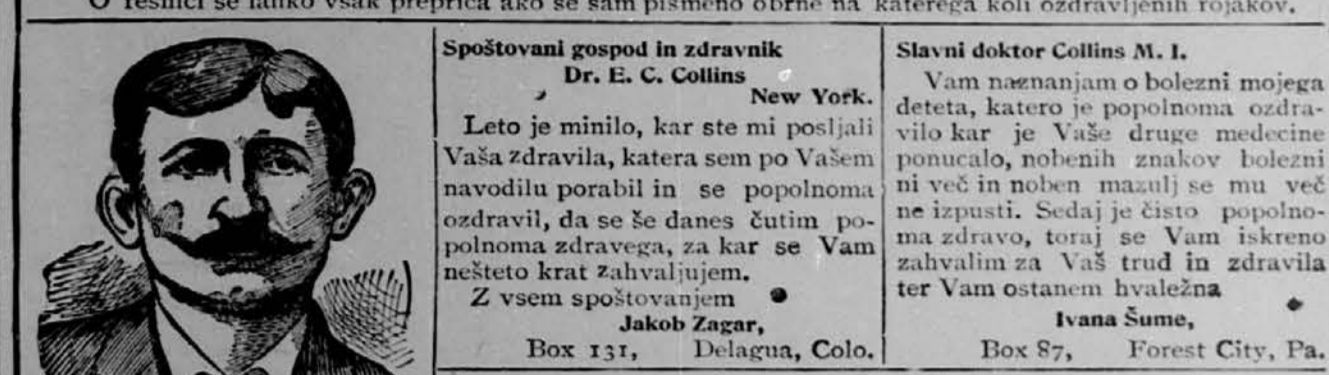 O resnici se lahko vsak prepriča ako se sam pismeno obrne na katerega koli ozdravljenih rojakov.
Spoštovani gospod in zdravnik
Dr. E. C. Collins
New York.
Leto je minilo, kar ste mi posljali
Vaša zdravila, katera sem po Vašem
navodilu porabil in se popolnoma
ozdravil, da se še danes čutim po-
polnoma zdravega, za kar se Vam
nešteto krat zahvaljujem.
Z vsem spoštovanjem
Jakob Zagar,
Box 131, Delagua, Colo.
Slavni doktor Collins M. I.
Vam naznanjam o bolezni mojega
deteta, katero je popolnoma ozdra-
vilo kar je Vaše druge medecine
ponucalo, nobenih znakov bolezni
ni več in noben mazulj se mu več
ne izpusti. Sedaj je čisto popolno-
ma zdravo, toraj se Vam iskreno
zahvalim za Vaš trud in zdravila
ter Vam ostanem hvaležna
Ivana Šume,
Box 87, Forest City, Pa.